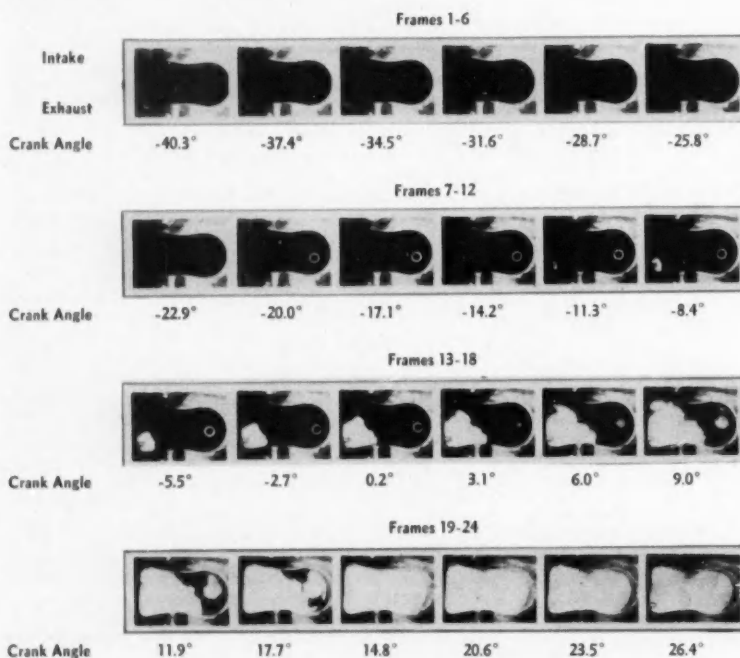 Frames 1-6
Intake
Exhaust
Crank Angle -40.3° -37.4° -34.5° -31.6° -28.7° -25.8°
Frames 7-12
Crank Angle -22.9° -20.0° -17.1° -14.2° -11.3° -8.4°
Frames 13-18
Crank Angle -5.5° -2.7° 0.2° 3.1° 6.0° 9.0°
Frames 19-24
Crank Angle 11.9° 17.7° 14.8° 20.6° 23.5° 26.4°